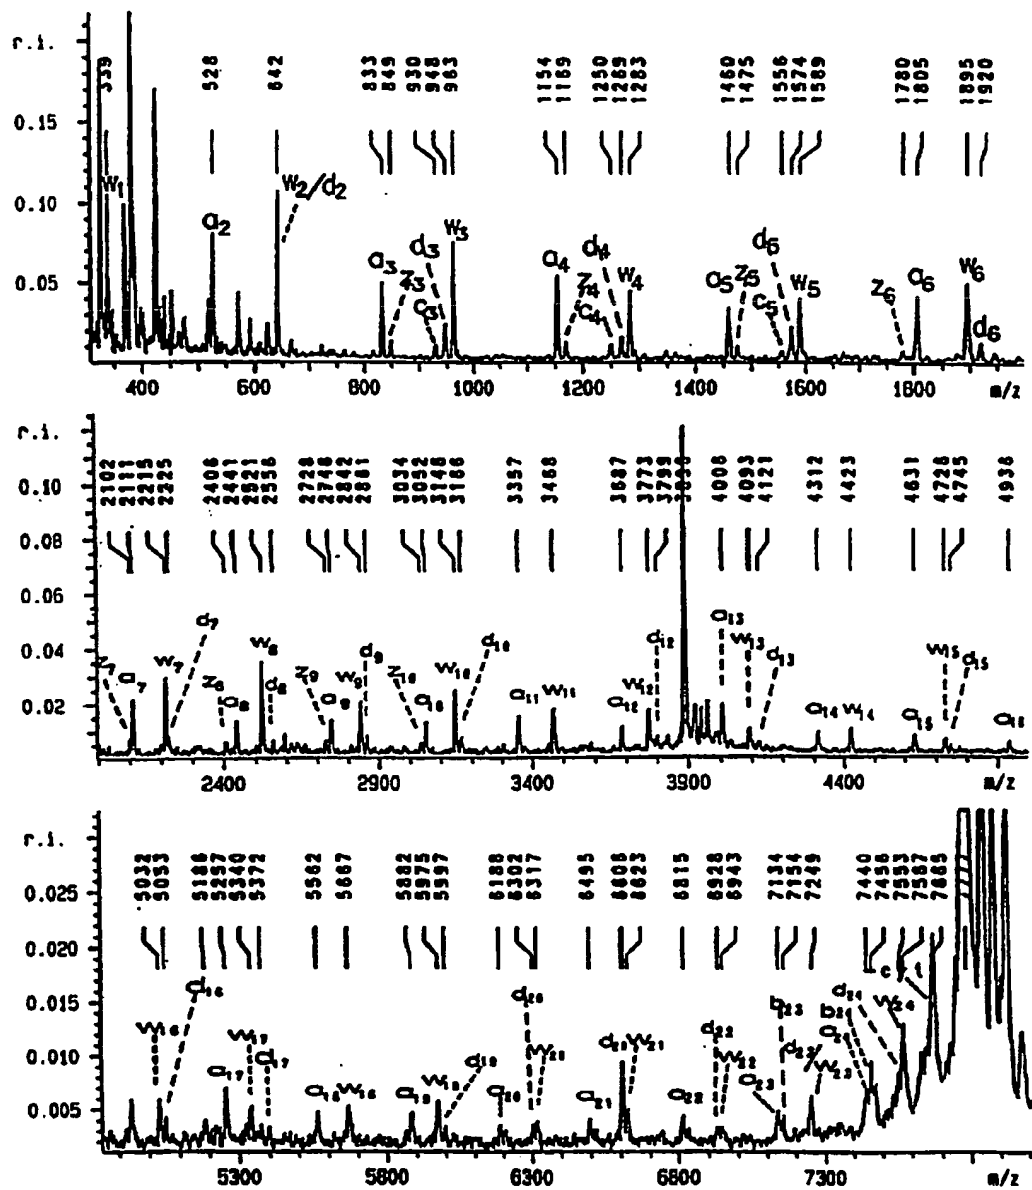 r.i.
339 528 642 833 849 930 948 963 1154 1169 1250 1269 1283 1460 1475 1556 1574 1589 1780 1805 1895 1920
0.15
0.10
0.05
w1 a2 w2/d2 a3 z3 c3 d3 w3 a4 z4 c4 d4 w4 a5 z5 c5 d5 w5 z6 a6 w6 d6
400 600 800 1000 1200 1400 1600 1800 m/z
r.i.
2102 2111 2215 2225 2406 2441 2521 2556 2728 2746 2842 2861 3034 3052 3148 3166 3357 3468 3687 3773 3799 4006 4093 4121 4312 4423 4631 4728 4745 4936
0.10
0.08
0.06
0.04
0.02
z7 a7 w7 d7 z8 a8 w8 d8 z9 a9 w9 d9 z10 a10 w10 d10 a11 w11 a12 w12 d12 a13 w13 d13 a14 w14 a15 w15 d15 a16
2400 2900 3400 3900 4400 m/z
r.i.
5032 5053 5186 5257 5340 5372 5562 5667 5882 5975 5997 6188 6302 6317 6495 6606 6623 6815 6928 6943 7134 7154 7249 7440 7456 7553 7587
0.025
0.020
0.015
0.010
0.005
w16 d16 a17 w17 d17 a18 w18 a19 w19 d19 a20 d20 w20 a21 d21 w21 a22 d22 w22 a23 b23 d23 w23 a24 b24 d24 w24 cyt
5300 5800 6300 6800 7300 m/z